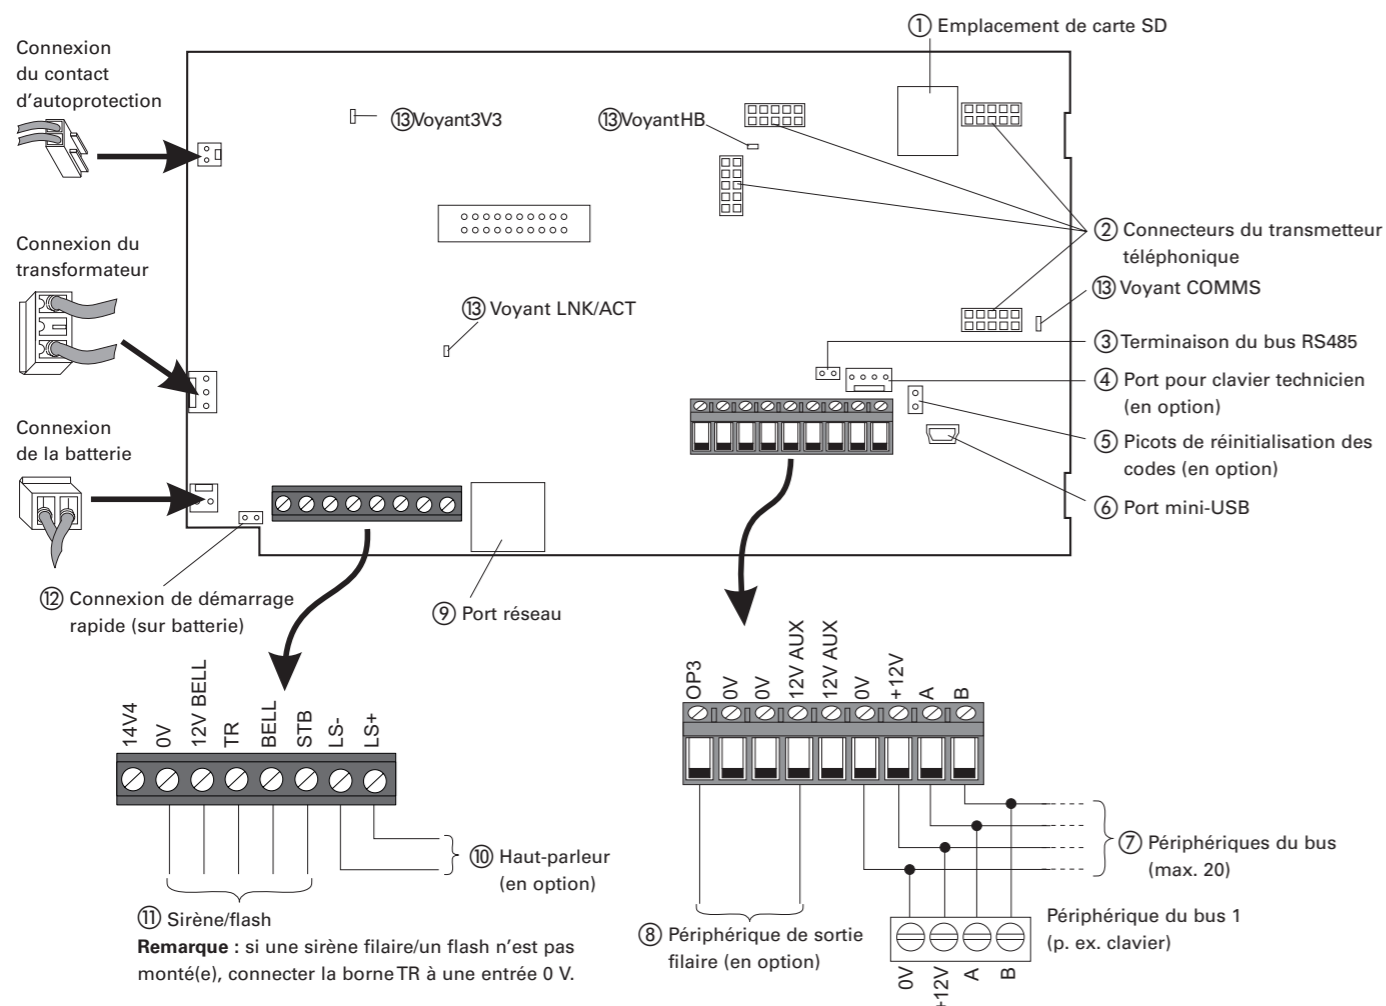 ① Emplacement de carte SD
Connexion
du contact
d'autoprotection
⑬Voyant3V3
⑬VoyantHB
② Connecteurs du transmetteur
téléphonique
Connexion du
transformateur
⑬ Voyant COMMS
⑬ Voyant LNK/ACT
③ Terminaison du bus RS485
④ Port pour clavier technicien
(en option)
Connexion
de la batterie
⑤ Picots de réinitialisation des
codes (en option)
⑥ Port mini-USB
⑫ Connexion de démarrage
rapide (sur batterie)
⑨ Port réseau
14V4
0V
12V BELL
TR
BELL
STB
LS-
LS+
OP3
0V
0V
12V AUX
12V AUX
0V
+12V
A
B
⑩ Haut-parleur
(en option)
⑦ Périphériques du bus
(max. 20)
⑪ Sirène/flash
Remarque : si une sirène filaire/un flash n'est pas
monté(e), connecter la borne TR à une entrée 0 V.
⑧ Périphérique de sortie
filaire (en option)
Périphérique du bus 1
(p. ex. clavier)
0V
+12V
A
B